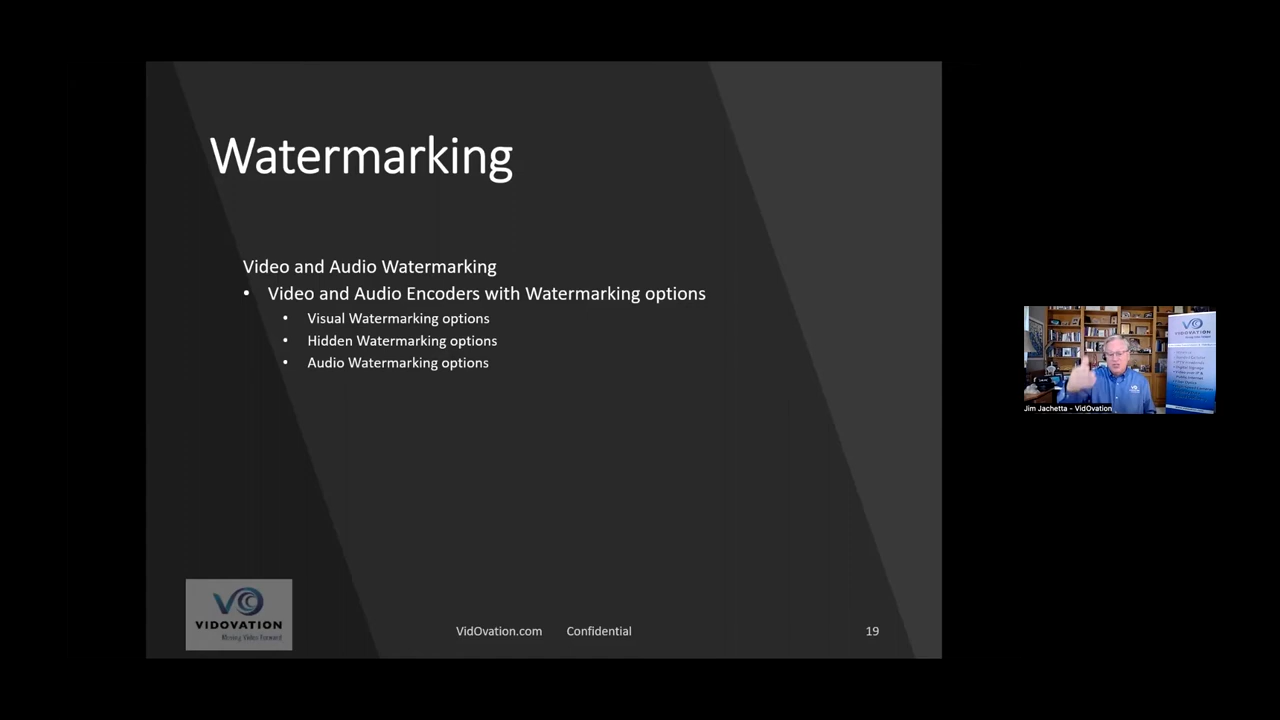 Watermarking
Video and Audio Watermarking
• Video and Audio Encoders with Watermarking options
• Visual Watermarking options
• Hidden Watermarking options
• Audio Watermarking options
VIDOVATION
Moving Video Forward
VidOvation.com Confidential
19
VIDOVATION
Jim Jachetta - VidOvation